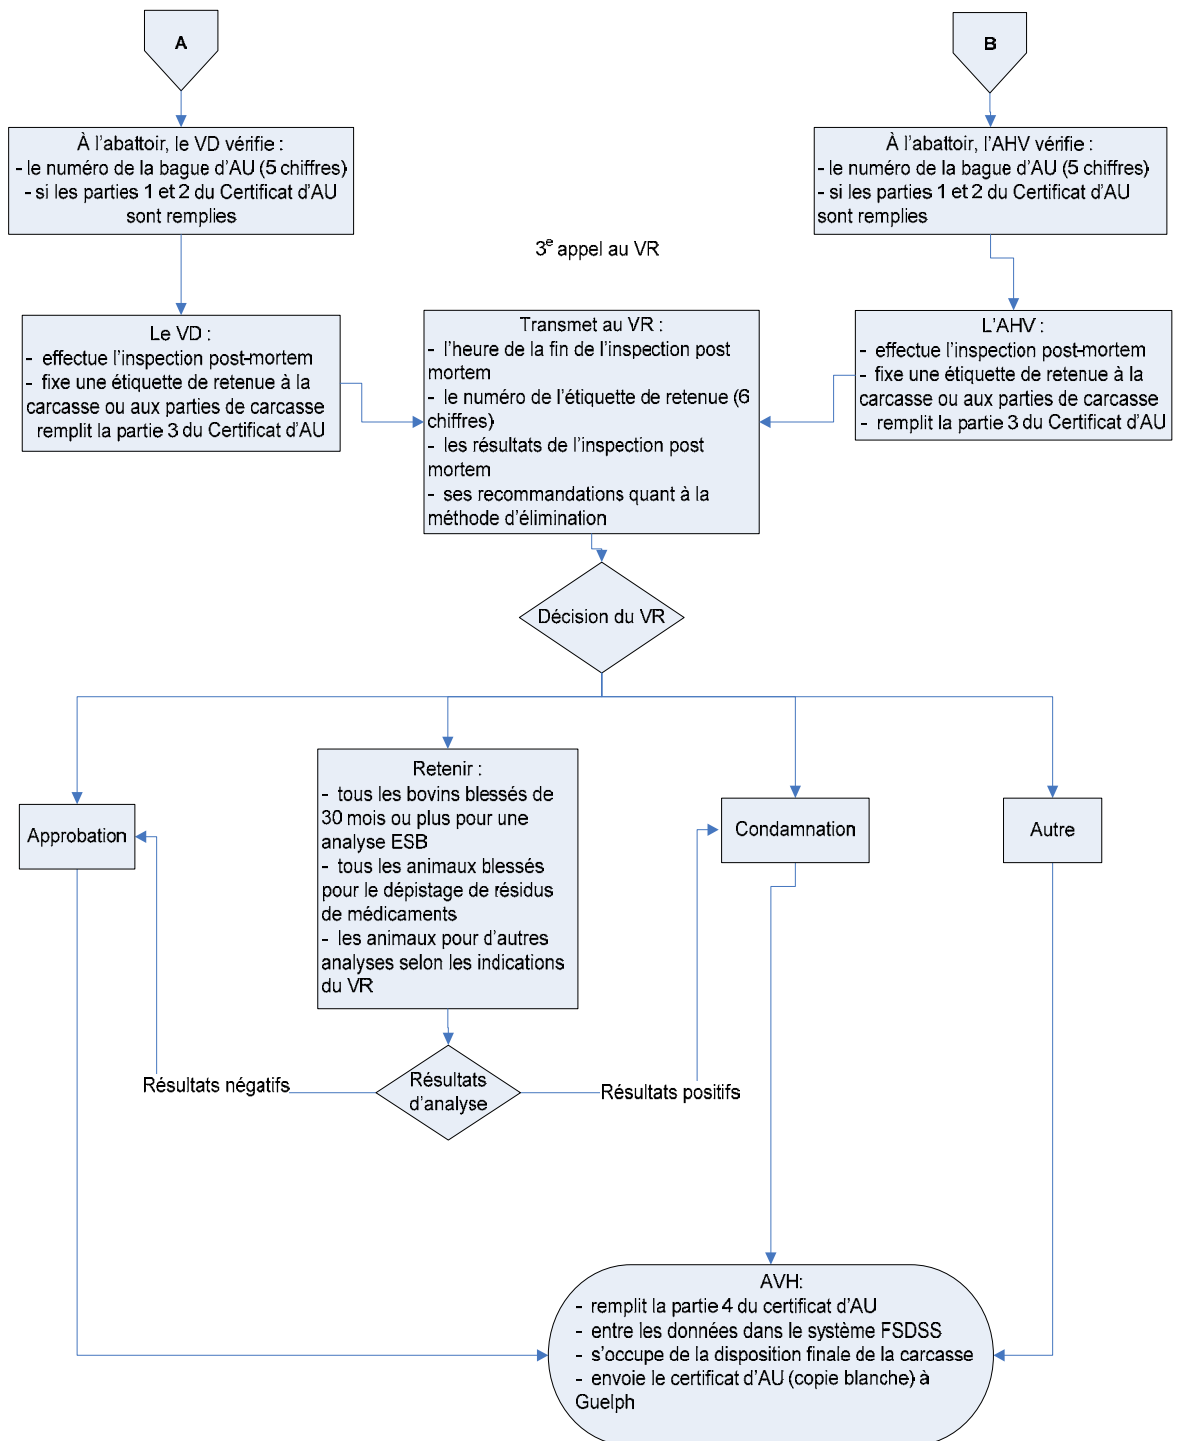 A
B
À l'abattoir, le VD vérifie :
- le numéro de la bague d'AU (5 chiffres)
- si les parties 1 et 2 du Certificat d'AU
sont remplies
À l'abattoir, l'AHV vérifie :
- le numéro de la bague d'AU (5 chiffres)
- si les parties 1 et 2 du Certificat d'AU
sont remplies
3e appel au VR
Le VD :
- effectue l'inspection post-mortem
- fixe une étiquette de retenue à la
carcasse ou aux parties de carcasse
remplit la partie 3 du Certificat d'AU
Transmet au VR :
- l'heure de la fin de l'inspection post
mortem
- le numéro de l'étiquette de retenue (6
chiffres)
- les résultats de l'inspection post
mortem
- ses recommandations quant à la
méthode d'élimination
L'AHV :
- effectue l'inspection post-mortem
- fixe une étiquette de retenue à la
carcasse ou aux parties de carcasse
- remplit la partie 3 du Certificat d'AU
Décision du VR
Approbation
Retenir :
- tous les bovins blessés de
30 mois ou plus pour une
analyse ESB
- tous les animaux blessés
pour le dépistage de résidus
de médicaments
- les animaux pour d'autres
analyses selon les indications
du VR
Condamnation
Autre
Résultats négatifs
Résultats
d'analyse
Résultats positifs
AVH:
- remplit la partie 4 du certificat d'AU
- entre les données dans le système FSDSS
- s'occupe de la disposition finale de la carcasse
- envoie le certificat d'AU (copie blanche) à
Guelph